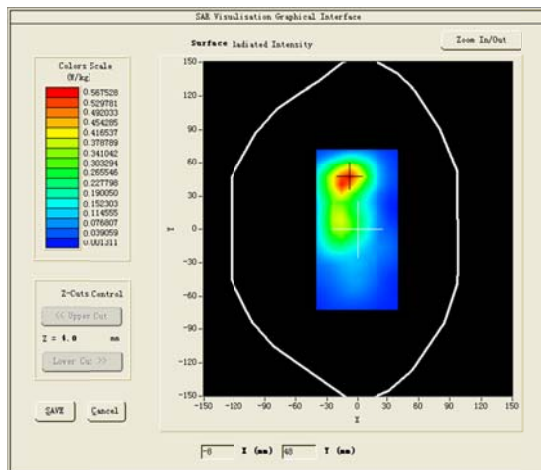 SAR Visualisation Graphical Interface
Surface Radiated Intensity
Zoom In/Out
Colors Scale
(W/kg)
0.567528
0.529781
0.492033
0.454285
0.416537
0.378789
0.341042
0.303294
0.265546
0.227798
0.190050
0.152303
0.114555
0.076807
0.039059
0.001311
150
120
90
60
30
0
-30
-60
-90
-120
-150
Y
-150 -120 -90 -60 -30 0 30 60 90 120 150
X
Z-Cuts Control
<< Upper Cut
Z = 4.0 mm
Lower Cut >>
SAVE Cancel
-8 X (mm) 48 Y (mm)